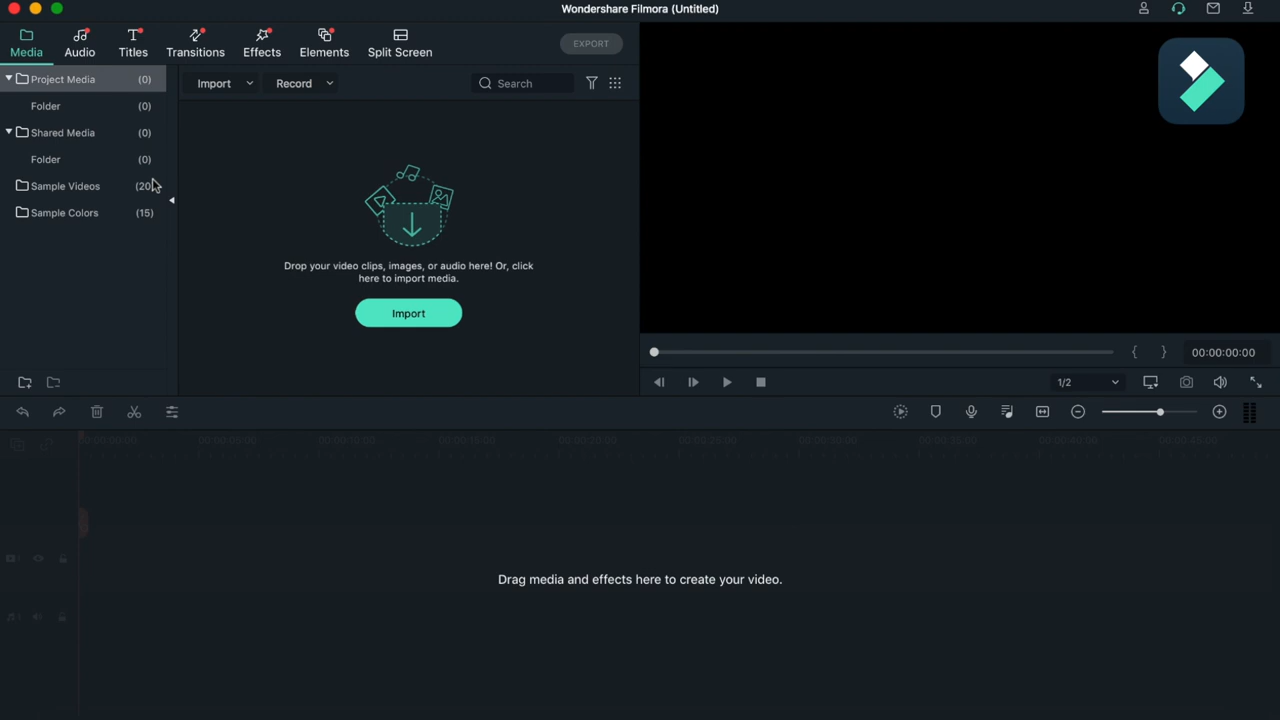 Wondershare Filmora (Untitled)
Media
Audio
Titles
Transitions
Effects
Elements
Split Screen
EXPORT
Project Media (0)
Folder (0)
Shared Media (0)
Folder (0)
Sample Videos (20)
Sample Colors (15)
Import
Record
Search
Drop your video clips, images, or audio here! Or, click
here to import media.
Import
00:00:00:00
1/2
Drag media and effects here to create your video.